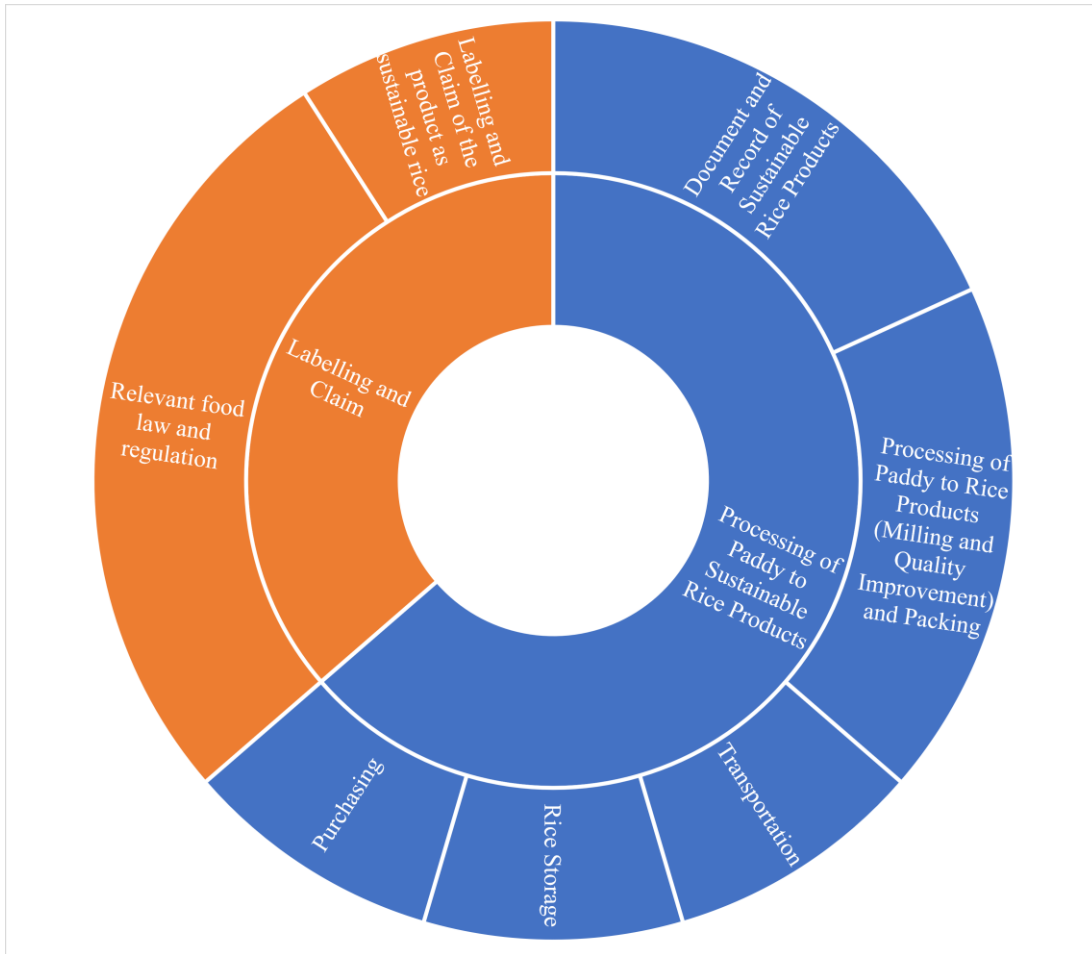 Labelling and
Claim of the
product as
sustainable rice
Document and
Record of
Sustainable
Rice Products
Labelling and
Claim
Relevant food
law and
regulation
Processing of
Paddy to Rice
Products
(Milling and
Quality
Improvement)
and Packing
Processing of
Paddy to
Sustainable
Rice Products
Purchasing
Rice Storage
Transportation